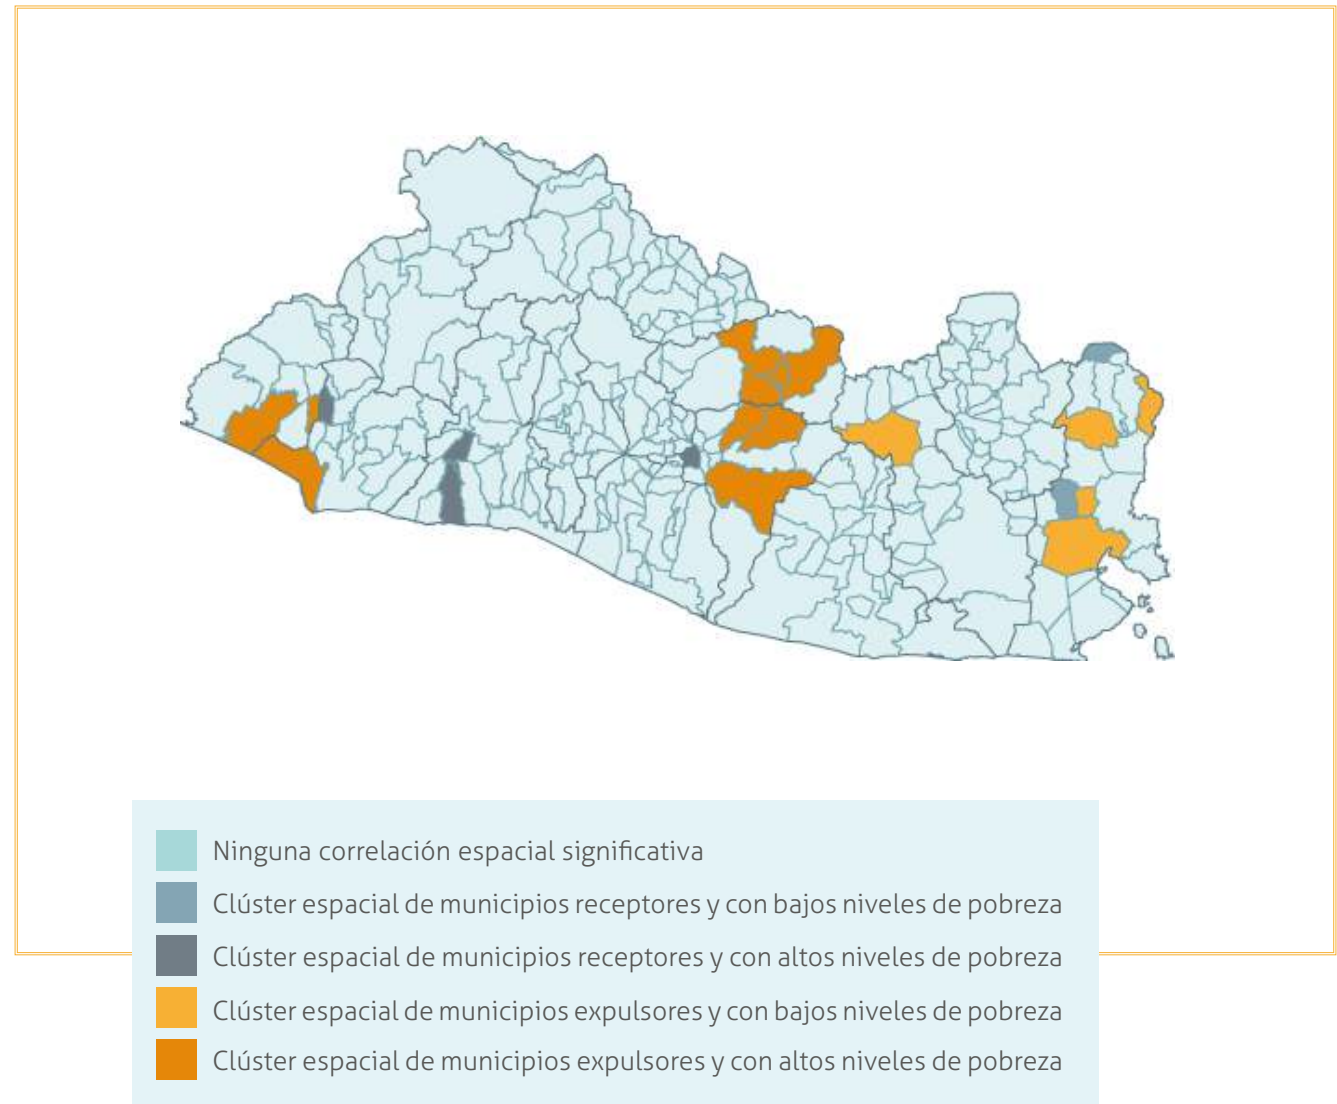 Ninguna correlación espacial significativa
Clúster espacial de municipios receptores y con bajos niveles de pobreza
Clúster espacial de municipios receptores y con altos niveles de pobreza
Clúster espacial de municipios expulsores y con bajos niveles de pobreza
Clúster espacial de municipios expulsores y con altos niveles de pobreza